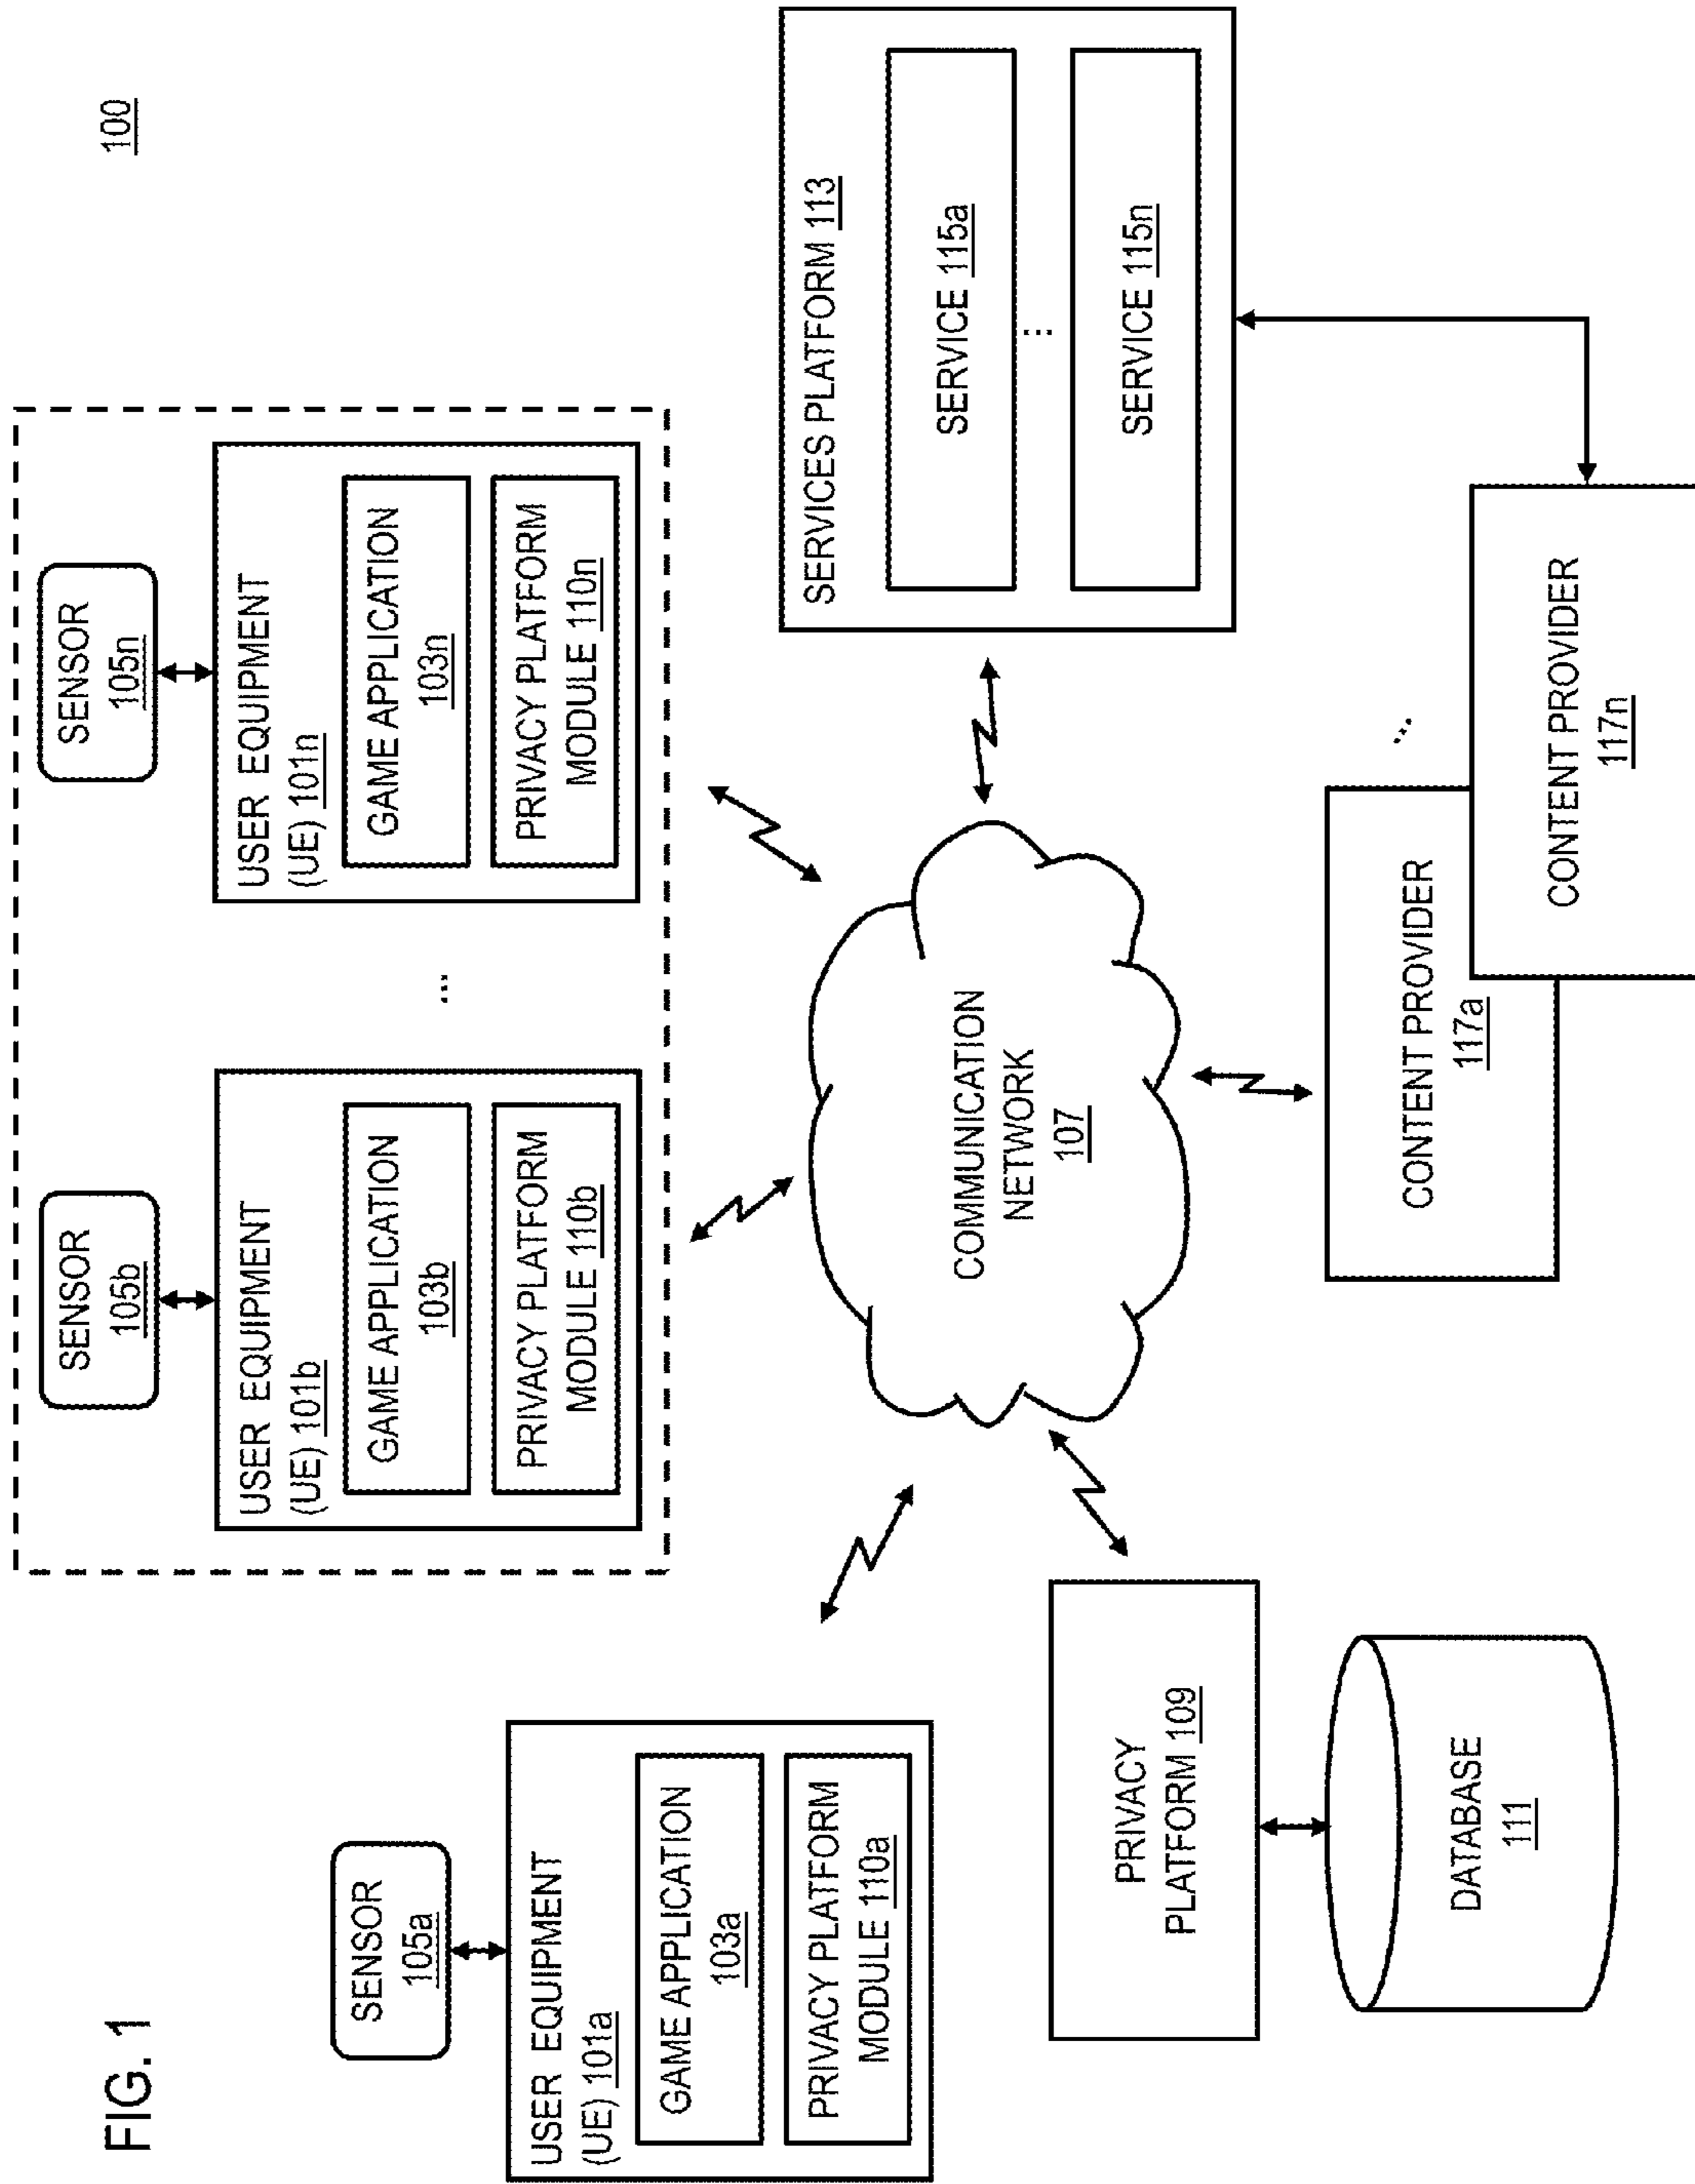 FIG. 1
100
SENSOR
105a
USER EQUIPMENT
(UE) 101a
GAME APPLICATION
103a
PRIVACY PLATFORM
MODULE 110a
SENSOR
105b
USER EQUIPMENT
(UE) 101b
GAME APPLICATION
103b
PRIVACY PLATFORM
MODULE 110b
...
SENSOR
105n
USER EQUIPMENT
(UE) 101n
GAME APPLICATION
103n
PRIVACY PLATFORM
MODULE 110n
COMMUNICATION
NETWORK
107
PRIVACY
PLATFORM 109
DATABASE
111
SERVICES PLATFORM 113
SERVICE 115a
...
SERVICE 115n
CONTENT PROVIDER
117a
...
CONTENT PROVIDER
117n